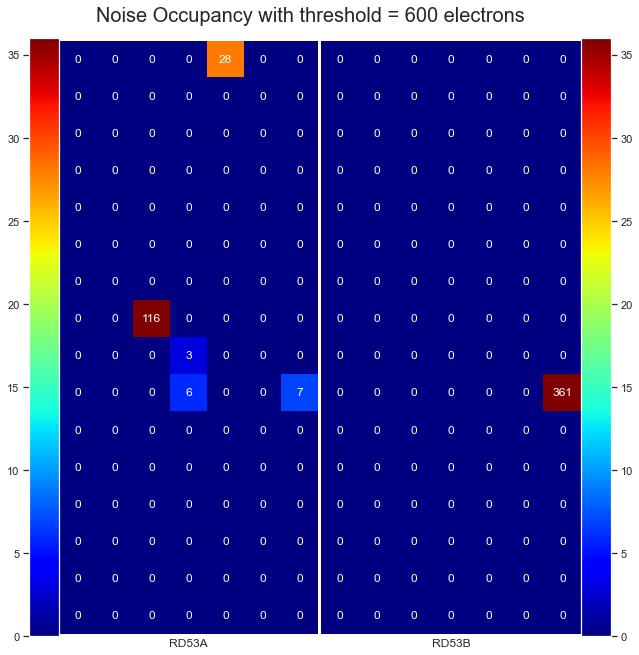 Noise Occupancy with threshold = 600 electrons
35 0 0 0 0 28 0 0 0 0 0 0 0 0 0 35
0 0 0 0 0 0 0 0 0 0 0 0 0 0
30 0 0 0 0 0 0 0 0 0 0 0 0 0 0 30
0 0 0 0 0 0 0 0 0 0 0 0 0 0
25 0 0 0 0 0 0 0 0 0 0 0 0 0 0 25
0 0 0 0 0 0 0 0 0 0 0 0 0 0
0 0 0 0 0 0 0 0 0 0 0 0 0 0
20 0 0 116 0 0 0 0 0 0 0 0 0 0 0 20
0 0 0 3 0 0 0 0 0 0 0 0 0 0
15 0 0 0 6 0 0 7 0 0 0 0 0 0 361 15
0 0 0 0 0 0 0 0 0 0 0 0 0 0
10 0 0 0 0 0 0 0 0 0 0 0 0 0 0 10
0 0 0 0 0 0 0 0 0 0 0 0 0 0
5 0 0 0 0 0 0 0 0 0 0 0 0 0 0 5
0 0 0 0 0 0 0 0 0 0 0 0 0 0
0 0 0 0 0 0 0 0 0 0 0 0 0 0
0 0
RD53A RD53B